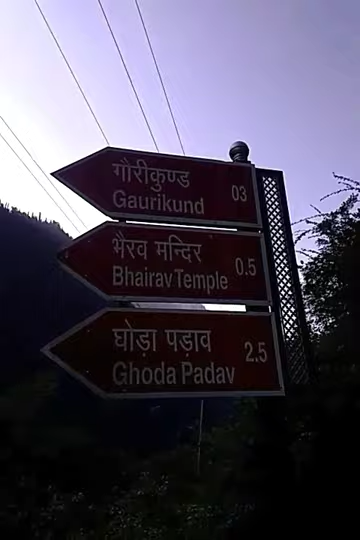 गौरीकुण्ड
Gaurikund 03
भैरव मन्दिर
Bhairav Temple 0.5
घोड़ा पड़ाव
Ghoda Padav 2.5